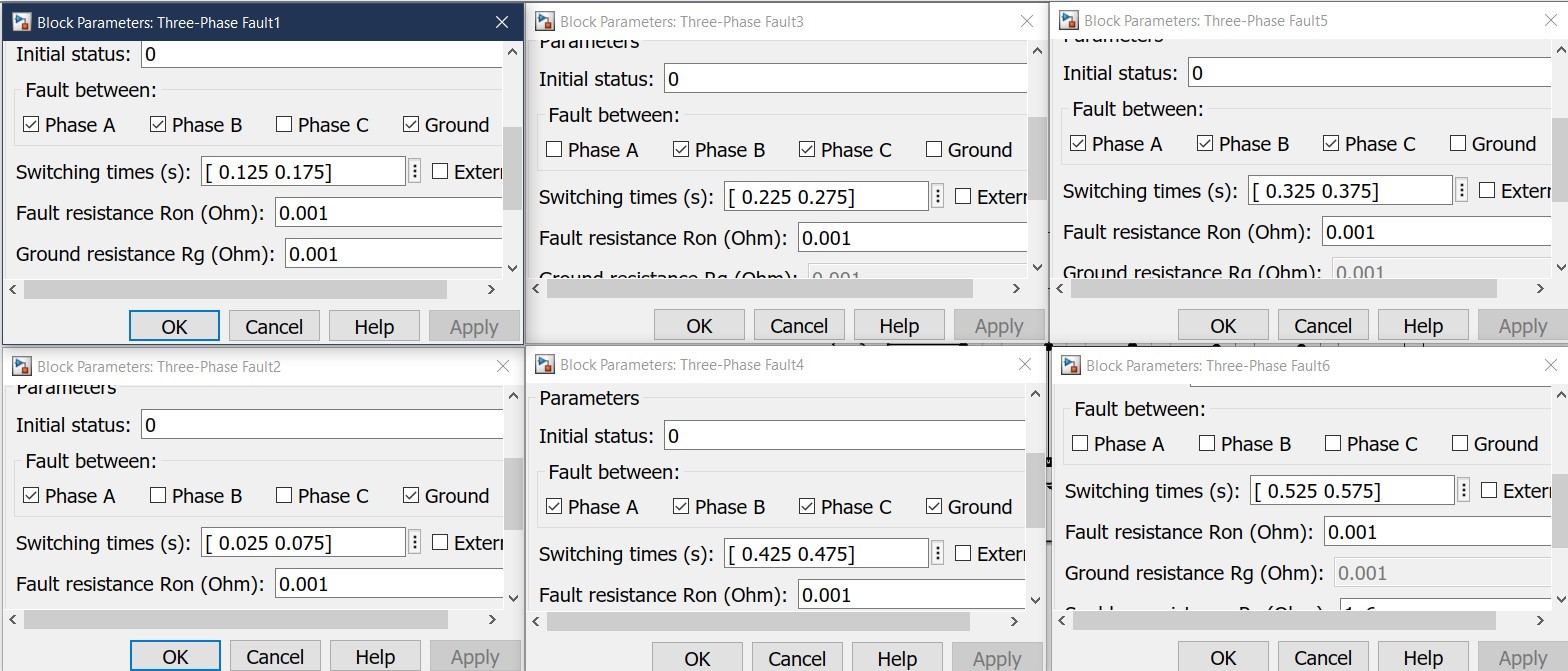 Block Parameters: Three-Phase Fault1
Initial status: 0
Fault between:
Phase A Phase B Phase C Ground
Switching times (s): [ 0.125 0.175] Extern
Fault resistance Ron (Ohm): 0.001
Ground resistance Rg (Ohm): 0.001
OK Cancel Help Apply
Block Parameters: Three-Phase Fault3
Parameters
Initial status: 0
Fault between:
Phase A Phase B Phase C Ground
Switching times (s): [ 0.225 0.275] Extern
Fault resistance Ron (Ohm): 0.001
Ground resistance Rg (Ohm): 0.001
OK Cancel Help Apply
Block Parameters: Three-Phase Fault5
Parameters
Initial status: 0
Fault between:
Phase A Phase B Phase C Ground
Switching times (s): [ 0.325 0.375] Extern
Fault resistance Ron (Ohm): 0.001
Ground resistance Rg (Ohm): 0.001
OK Cancel Help Apply
Block Parameters: Three-Phase Fault2
Parameters
Initial status: 0
Fault between:
Phase A Phase B Phase C Ground
Switching times (s): [ 0.025 0.075] Extern
Fault resistance Ron (Ohm): 0.001
OK Cancel Help Apply
Block Parameters: Three-Phase Fault4
Parameters
Initial status: 0
Fault between:
Phase A Phase B Phase C Ground
Switching times (s): [ 0.425 0.475] Extern
Fault resistance Ron (Ohm): 0.001
OK Cancel Help Apply
Block Parameters: Three-Phase Fault6
Fault between:
Phase A Phase B Phase C Ground
Switching times (s): [ 0.525 0.575] Extern
Fault resistance Ron (Ohm): 0.001
Ground resistance Rg (Ohm): 0.001
OK Cancel Help Apply